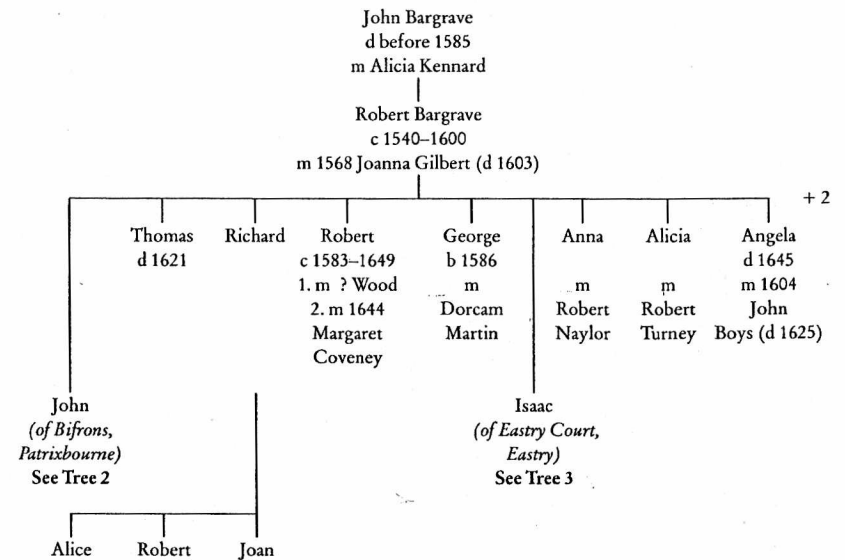 John Bargrave
d before 1585
m Alicia Kennard
Robert Bargrave
c 1540–1600
m 1568 Joanna Gilbert (d 1603)
+ 2
Thomas
d 1621
Richard
Robert
c 1583–1649
1. m ? Wood
2. m 1644
Margaret
Coveney
George
b 1586
m
Dorcam
Martin
Anna
m
Robert
Naylor
Alicia
m
Robert
Turney
Angela
d 1645
m 1604
John
Boys (d 1625)
John
(of Bifrons,
Patrixbourne)
See Tree 2
Isaac
(of Eastry Court,
Eastry)
See Tree 3
Alice
Robert
Joan